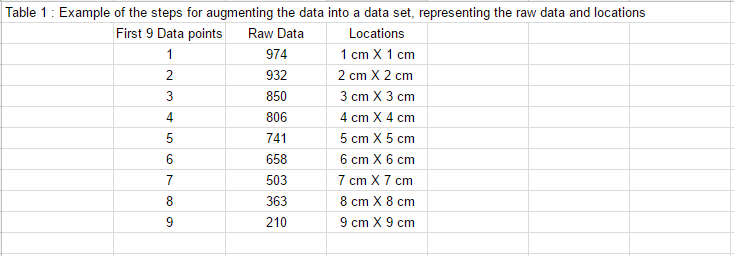 Table 1 : Example of the steps for augmenting the data into a data set, representing the raw data and locations
First 9 Data points Raw Data Locations
1 974 1 cm X 1 cm
2 932 2 cm X 2 cm
3 850 3 cm X 3 cm
4 806 4 cm X 4 cm
5 741 5 cm X 5 cm
6 658 6 cm X 6 cm
7 503 7 cm X 7 cm
8 363 8 cm X 8 cm
9 210 9 cm X 9 cm